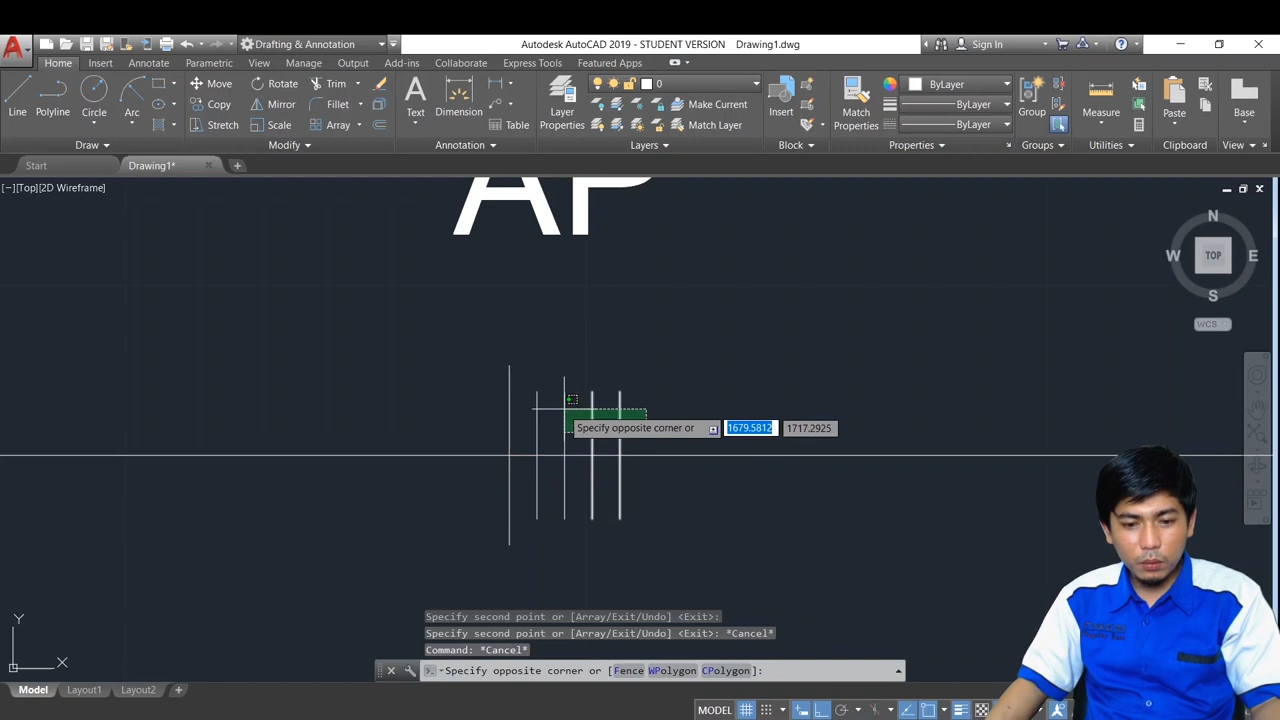 Drafting & Annotation
Autodesk AutoCAD 2019 - STUDENT VERSION Drawing1.dwg
Sign In
Home Insert Annotate Parametric View Manage Output Add-ins Collaborate Express Tools Featured Apps
Line Polyline Circle Arc
Move Rotate Trim
Copy Mirror Fillet
Stretch Scale Array
Text Dimension Table
Layer Properties
0
Make Current
Match Layer
Insert
Match Properties
ByLayer
ByLayer
ByLayer
Group
Measure
Paste
Base
Draw Modify Annotation Layers Block Properties Groups Utilities Clipboard View
Start Drawing1*
[−][Top][2D Wireframe]
AP
N
W TOP E
S
WCS
Specify opposite corner or 1679.5812 1717.2925
Y
X
Specify second point or [Array/Exit/Undo] <Exit>:
Specify second point or [Array/Exit/Undo] <Exit>: *Cancel*
Command: *Cancel*
Specify opposite corner or [Fence WPolygon CPolygon]:
Model Layout1 Layout2
MODEL